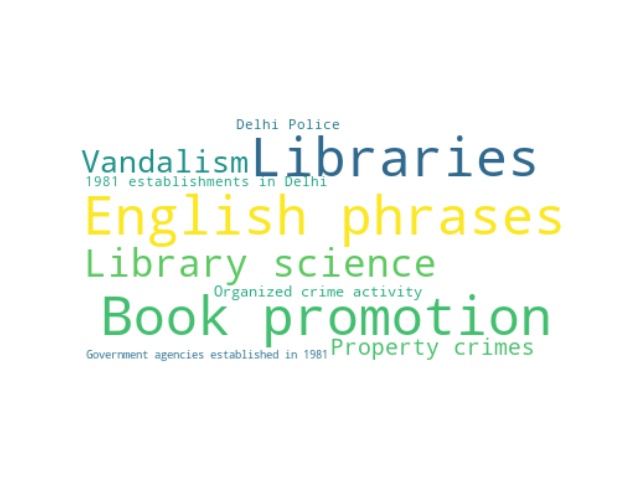 Delhi Police
Vandalism
Libraries
1981 establishments in Delhi
English phrases
Library science
Organized crime activity
Book promotion
Property crimes
Government agencies established in 1981